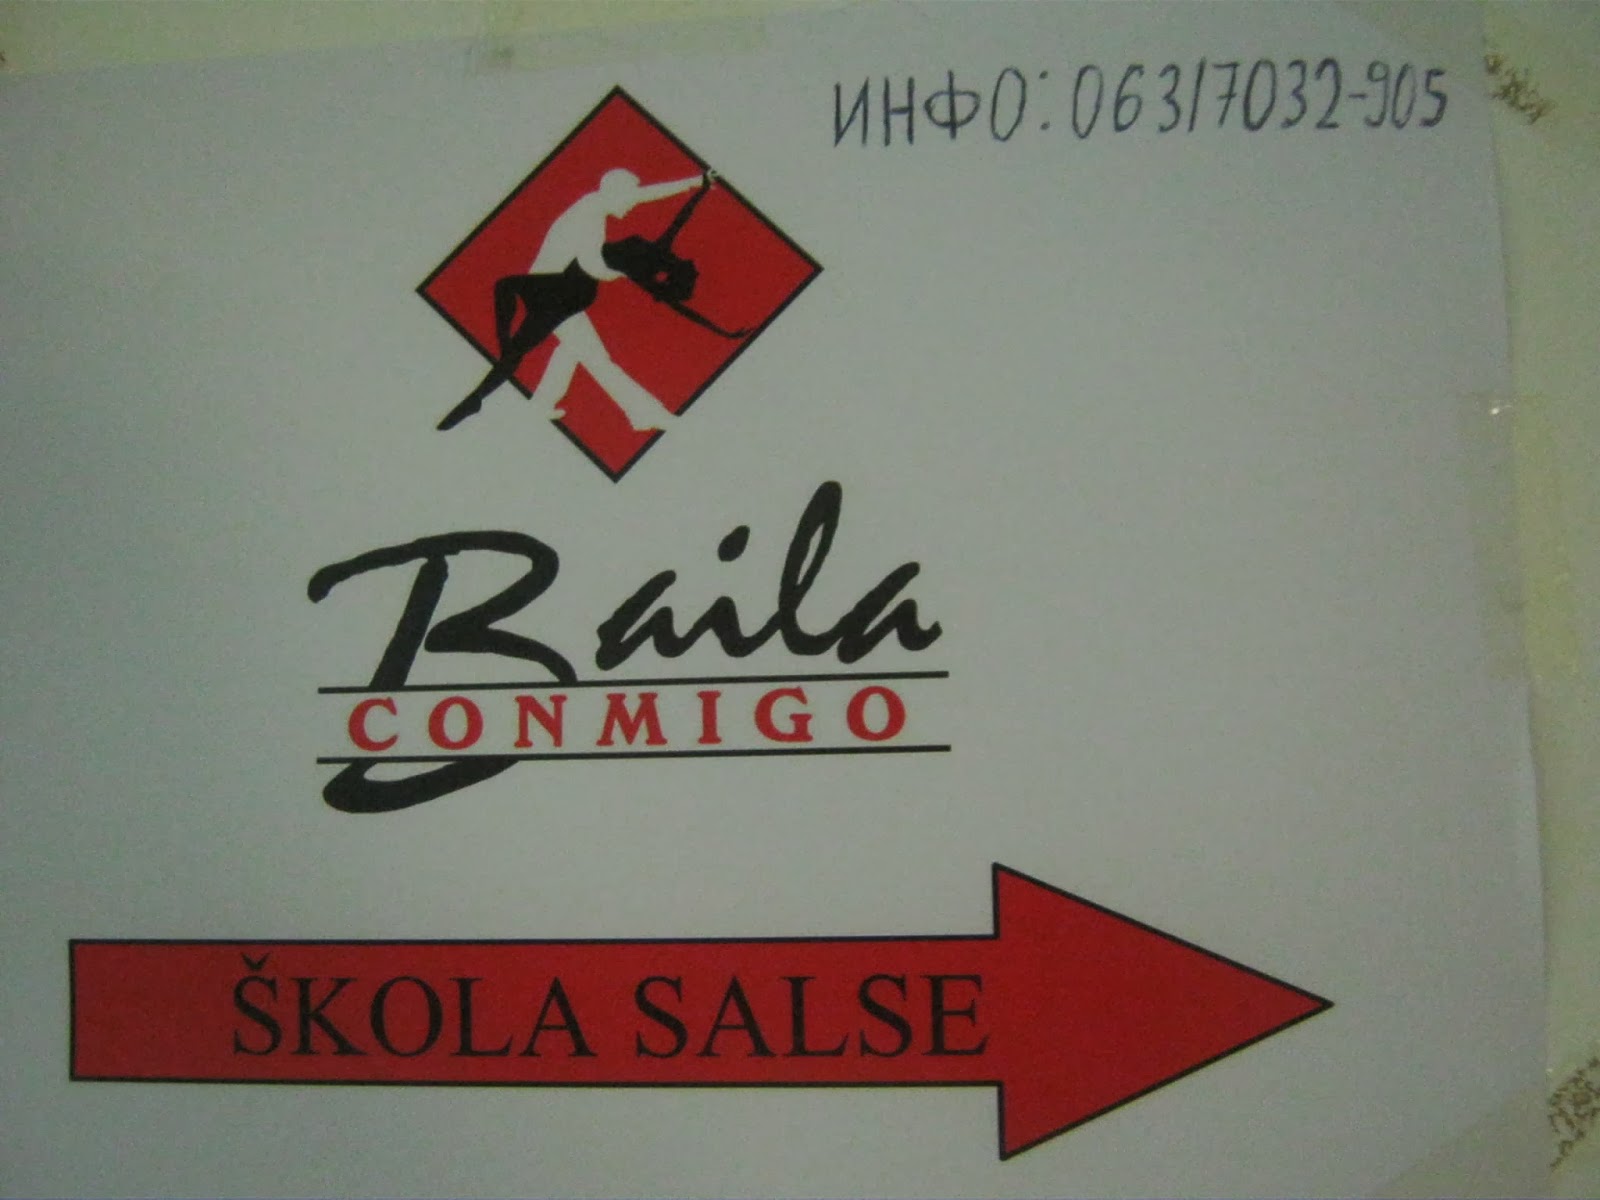 ИНФО: 063/7032-905
Baila
CONMIGO
ŠKOLA SALSE